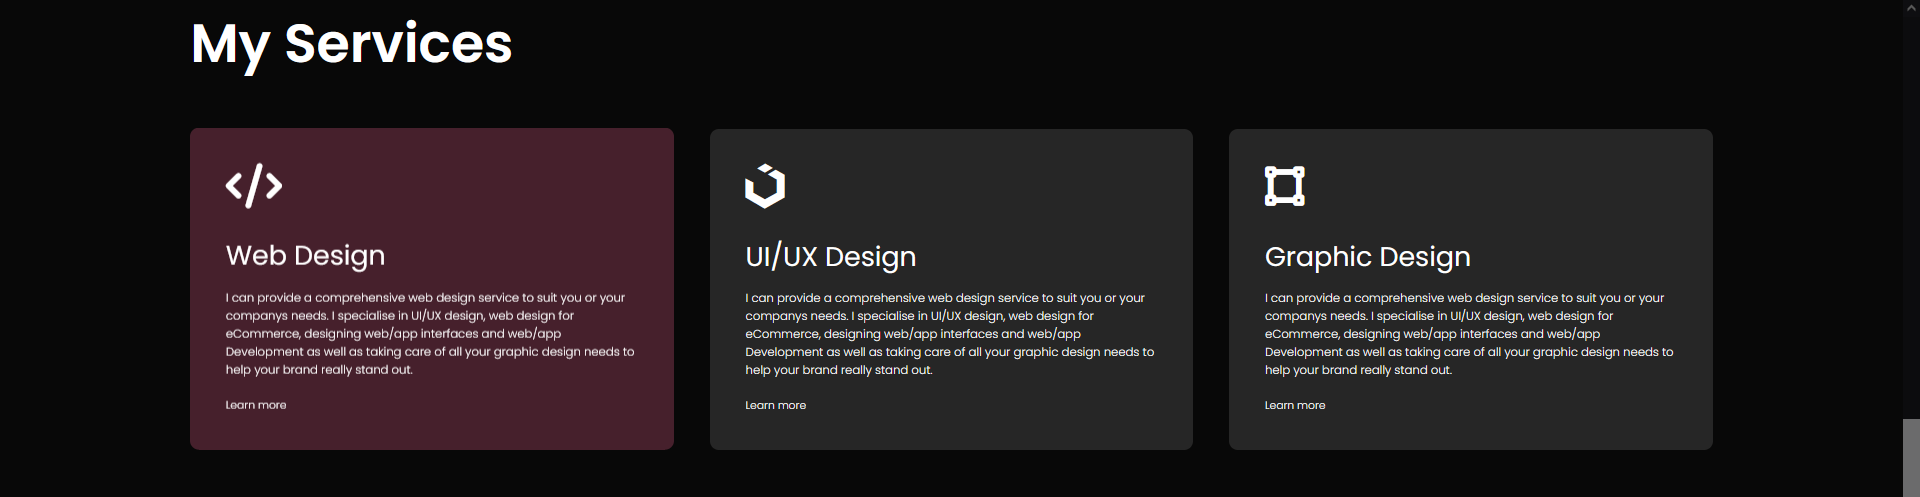 My Services
Web Design
I can provide a comprehensive web design service to suit you or your
companys needs. I specialise in UI/UX design, web design for
eCommerce, designing web/app interfaces and web/app
Development as well as taking care of all your graphic design needs to
help your brand really stand out.
Learn more
UI/UX Design
I can provide a comprehensive web design service to suit you or your
companys needs. I specialise in UI/UX design, web design for
eCommerce, designing web/app interfaces and web/app
Development as well as taking care of all your graphic design needs to
help your brand really stand out.
Learn more
Graphic Design
I can provide a comprehensive web design service to suit you or your
companys needs. I specialise in UI/UX design, web design for
eCommerce, designing web/app interfaces and web/app
Development as well as taking care of all your graphic design needs to
help your brand really stand out.
Learn more